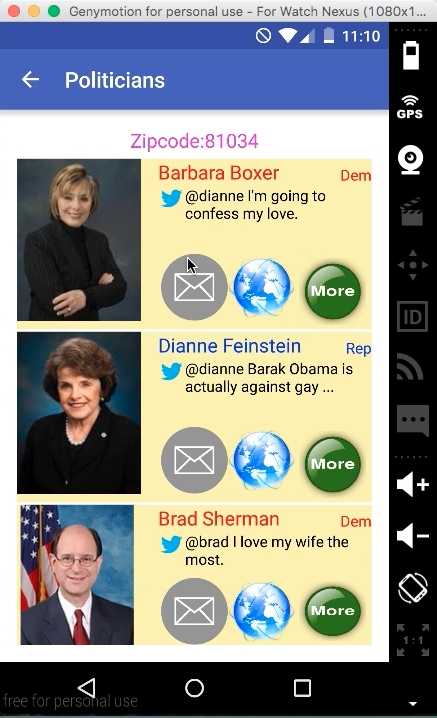 Genymotion for personal use - For Watch Nexus (1080x1...
11:10
Politicians
GPS
Zipcode:81034
Barbara Boxer
Dem
@dianne I'm going to
confess my love.
More
ID
Dianne Feinstein
Rep
@dianne Barak Obama is
actually against gay ...
More
Brad Sherman
Dem
@brad I love my wife the
most.
More
1:1
free for personal use